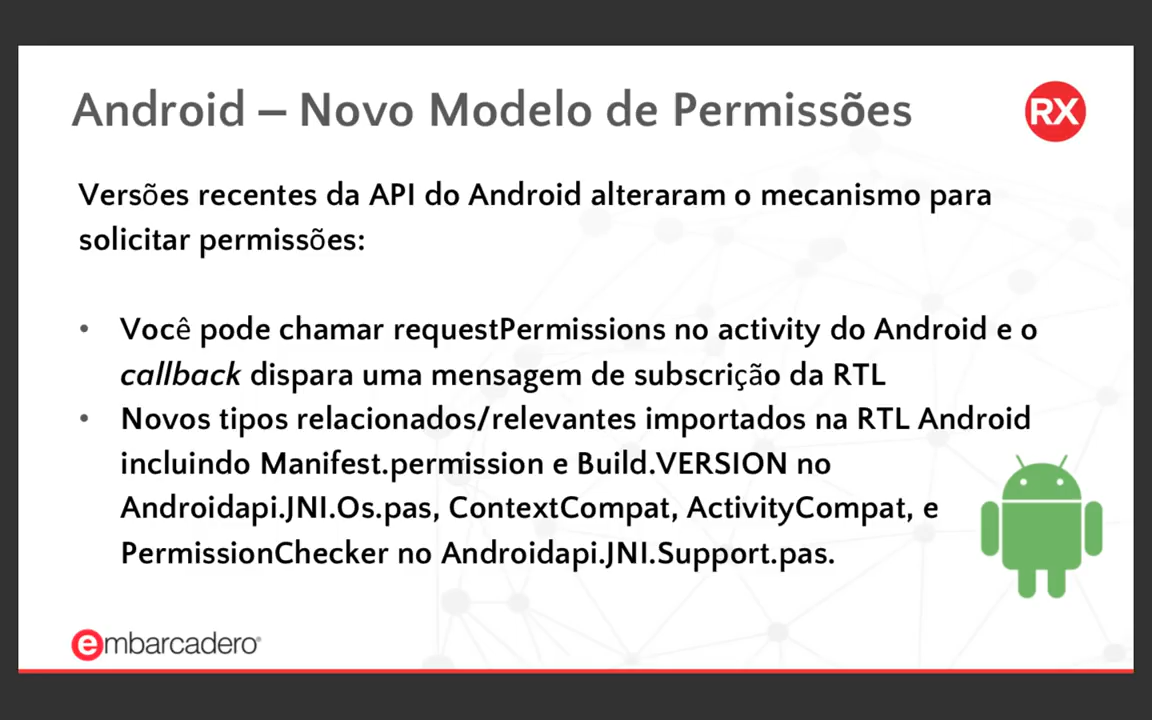 Android – Novo Modelo de Permissões
RX
Versões recentes da API do Android alteraram o mecanismo para
solicitar permissões:
• Você pode chamar requestPermissions no activity do Android e o
callback dispara uma mensagem de subscrição da RTL
• Novos tipos relacionados/relevantes importados na RTL Android
incluindo Manifest.permission e Build.VERSION no
Androidapi.JNI.Os.pas, ContextCompat, ActivityCompat, e
PermissionChecker no Androidapi.JNI.Support.pas.
embarcadero®